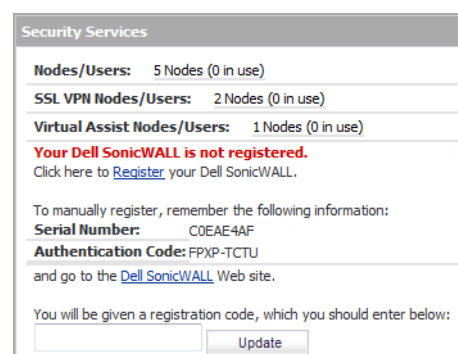 Security Services
Nodes/Users: 5 Nodes (0 in use)
SSL VPN Nodes/Users: 2 Nodes (0 in use)
Virtual Assist Nodes/Users: 1 Nodes (0 in use)
Your Dell SonicWALL is not registered.
Click here to Register your Dell SonicWALL.
To manually register, remember the following information:
Serial Number: C0EAE4AF
Authentication Code: FPXP-TCTU
and go to the Dell SonicWALL Web site.
You will be given a registration code, which you should enter below:
Update